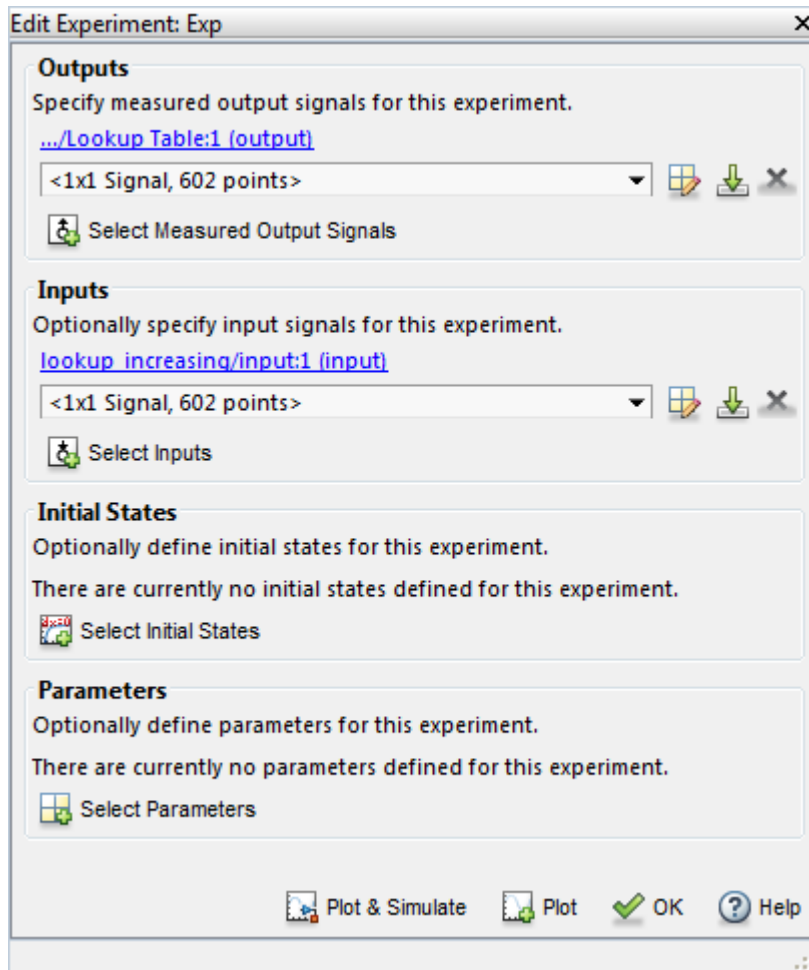 Edit Experiment: Exp
Outputs
Specify measured output signals for this experiment.
.../Lookup Table:1 (output)
<1x1 Signal, 602 points>
Select Measured Output Signals
Inputs
Optionally specify input signals for this experiment.
lookup_increasing/input:1 (input)
<1x1 Signal, 602 points>
Select Inputs
Initial States
Optionally define initial states for this experiment.
There are currently no initial states defined for this experiment.
Select Initial States
Parameters
Optionally define parameters for this experiment.
There are currently no parameters defined for this experiment.
Select Parameters
Plot & Simulate Plot OK Help